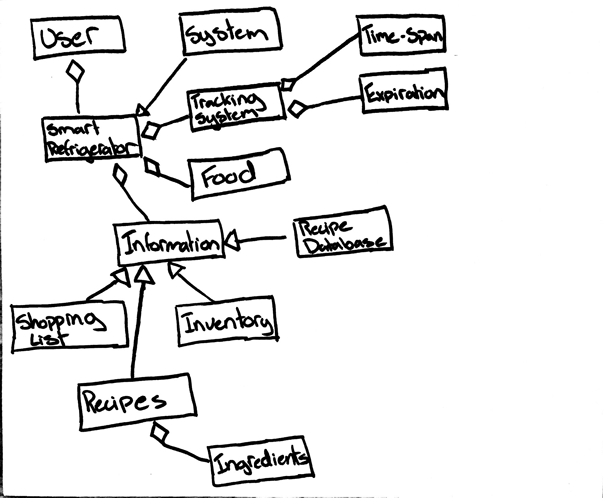 User
System
Time-Span
Tracking
System
Expiration
Smart
Refrigerator
Food
Information
Recipe
Database
Shopping
List
Inventory
Recipes
Ingredients